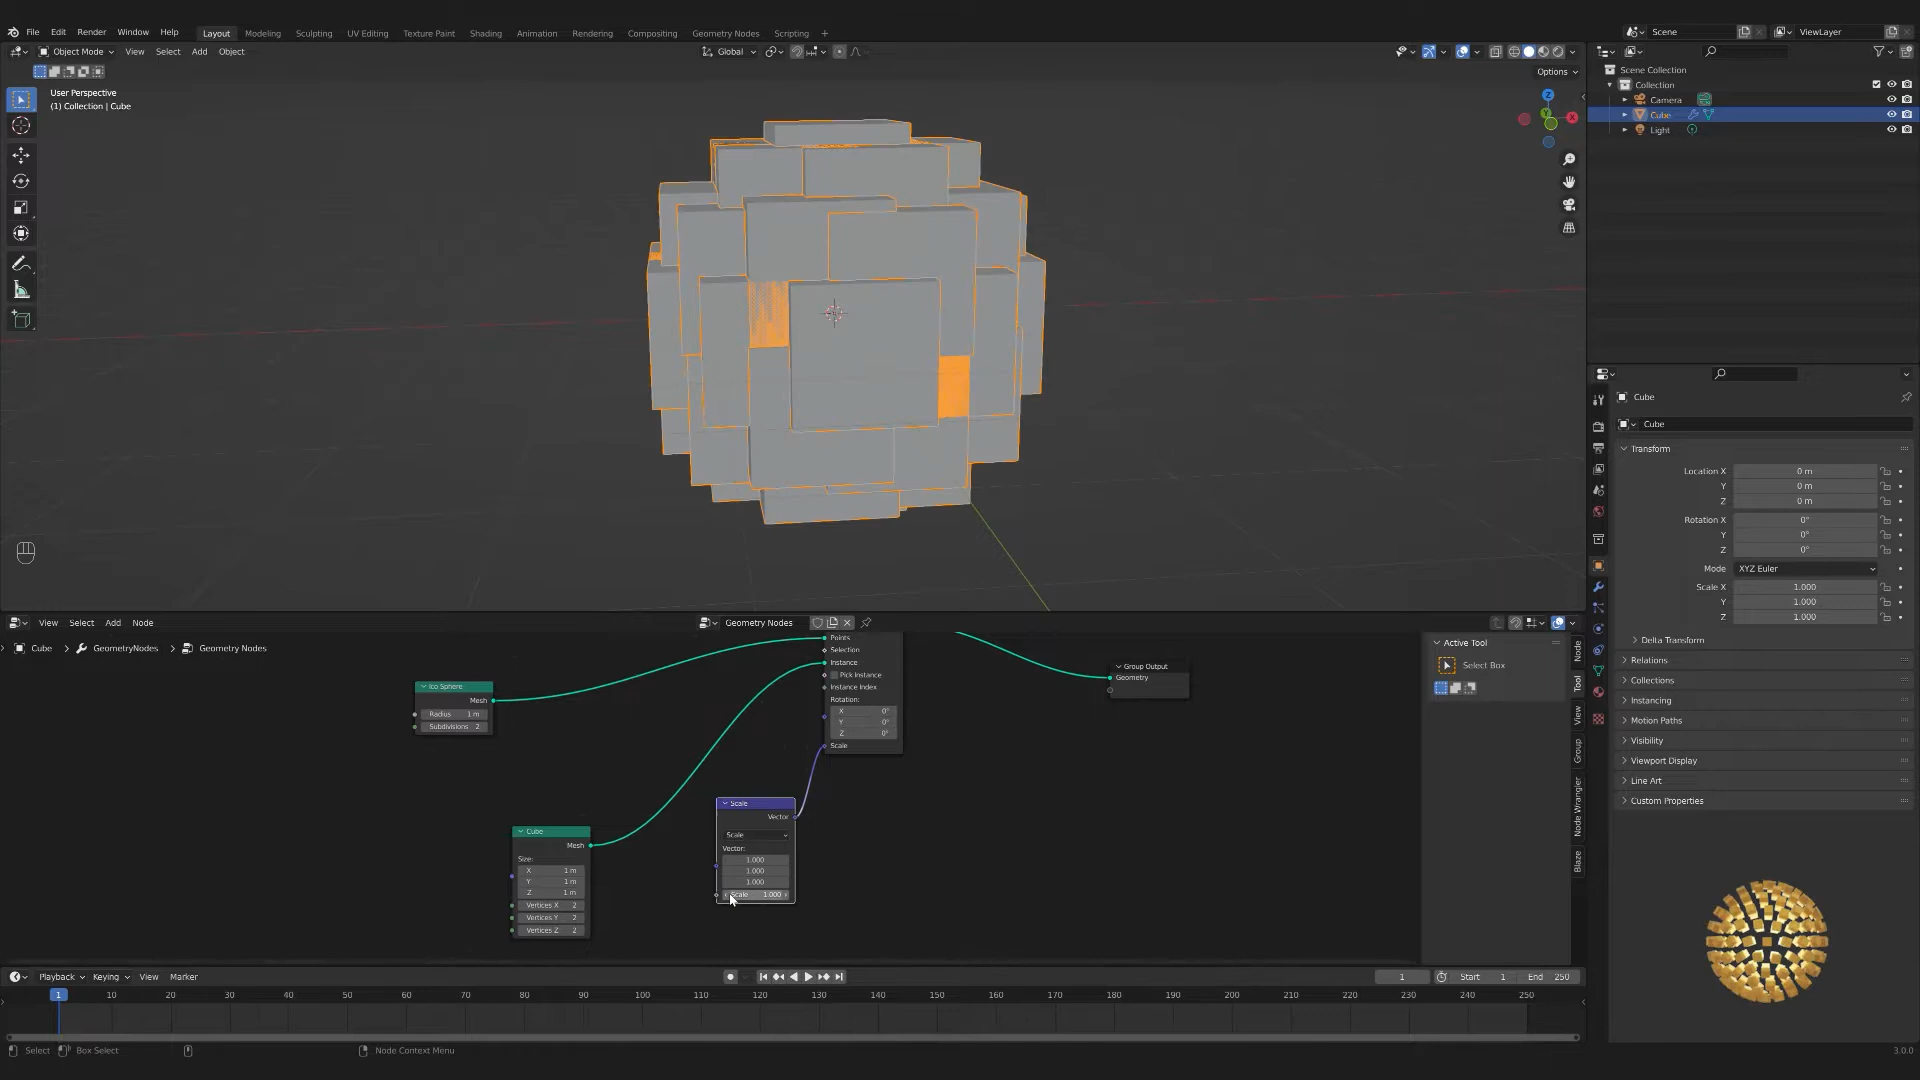 File Edit Render Window Help
Layout Modeling Sculpting UV Editing Texture Paint Shading Animation Rendering Compositing Geometry Nodes Scripting +
Scene
ViewLayer
Object Mode View Select Add Object
Global
Options
User Perspective
(1) Collection | Cube
Z
Y
X
Scene Collection
Collection
Camera
Cube
Light
Cube
Cube
Transform
Location X 0 m
Y 0 m
Z 0 m
Rotation X 0°
Y 0°
Z 0°
Mode XYZ Euler
Scale X 1.000
Y 1.000
Z 1.000
Delta Transform
Relations
Collections
Instancing
Motion Paths
Visibility
Viewport Display
Line Art
Custom Properties
View Select Add Node
Geometry Nodes
Cube GeometryNodes Geometry Nodes
Ico Sphere
Mesh
Radius 1 m
Subdivisions 2
Points
Selection
Instance
Pick Instance
Instance Index
Rotation:
X 0°
Y 0°
Z 0°
Scale
Group Output
Geometry
Cube
Mesh
Size:
X 1 m
Y 1 m
Z 1 m
Vertices X 2
Vertices Y 2
Vertices Z 2
Scale
Vector
Scale
Vector:
1.000
1.000
1.000
Scale 1.000
Active Tool
Select Box
Node
Tool
View
Group
Node Wrangler
Blaze
Playback Keying View Marker
1
Start 1 End 250
1 10 20 30 40 50 60 70 80 90 100 110 120 130 140 150 160 170 180 190 200 210 220 230 240 250
Select Box Select Node Context Menu
3.0.0